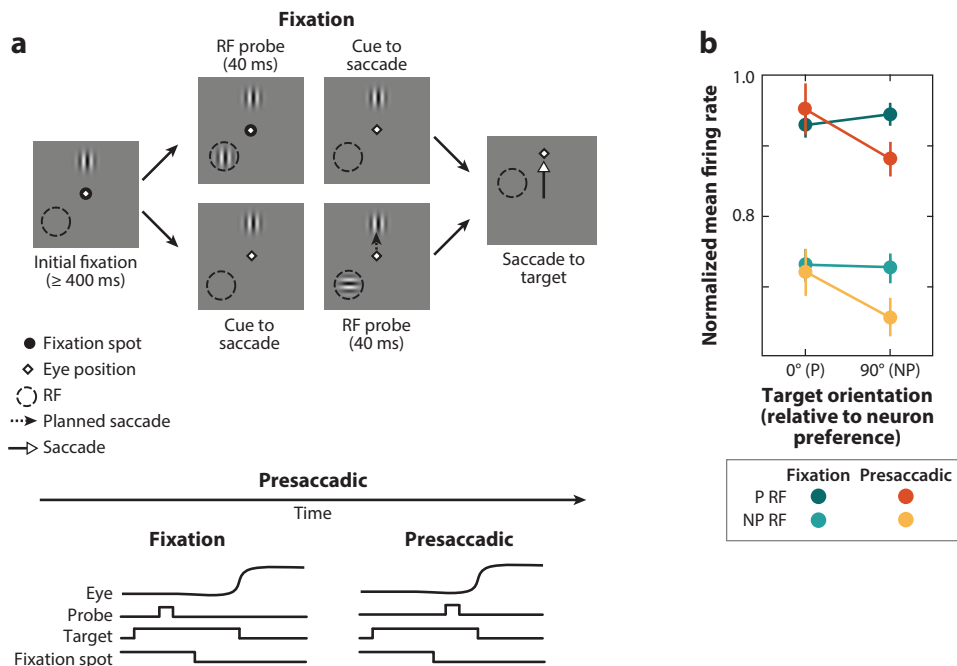 a
Fixation
RF probe
(40 ms)
Cue to
saccade
Initial fixation
(≥ 400 ms)
Cue to
saccade
RF probe
(40 ms)
Saccade to
target
Fixation spot
Eye position
RF
Planned saccade
Saccade
Presaccadic
Time
Fixation
Presaccadic
Eye
Probe
Target
Fixation spot
b
Normalized mean firing rate
1.0
0.8
0° (P)
90° (NP)
Target orientation
(relative to neuron
preference)
Fixation Presaccadic
P RF
NP RF